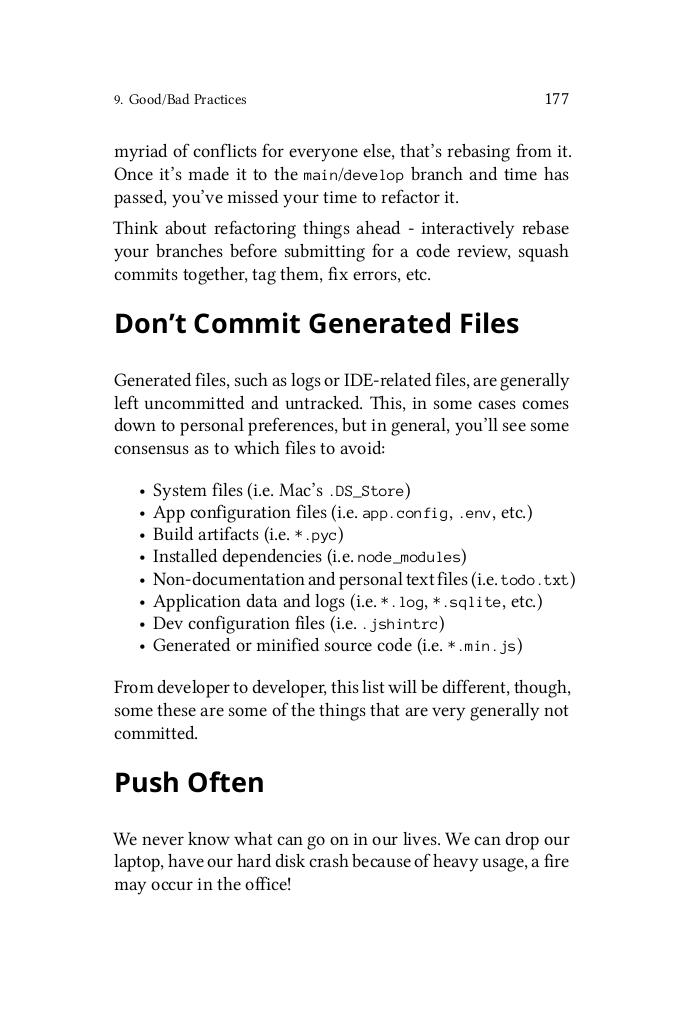 9. Good/Bad Practices 177
myriad of conflicts for everyone else, that's rebasing from it.
Once it's made it to the main/develop branch and time has
passed, you've missed your time to refactor it.
Think about refactoring things ahead - interactively rebase
your branches before submitting for a code review, squash
commits together, tag them, fix errors, etc.
Don't Commit Generated Files
Generated files, such as logs or IDE-related files, are generally
left uncommitted and untracked. This, in some cases comes
down to personal preferences, but in general, you'll see some
consensus as to which files to avoid:
• System files (i.e. Mac's .DS_Store)
• App configuration files (i.e. app.config, .env, etc.)
• Build artifacts (i.e. *.pyc)
• Installed dependencies (i.e. node_modules)
• Non-documentation and personal text files (i.e. todo.txt)
• Application data and logs (i.e. *.log, *.sqlite, etc.)
• Dev configuration files (i.e. .jshintrc)
• Generated or minified source code (i.e. *.min.js)
From developer to developer, this list will be different, though,
some these are some of the things that are very generally not
committed.
Push Often
We never know what can go on in our lives. We can drop our
laptop, have our hard disk crash because of heavy usage, a fire
may occur in the office!